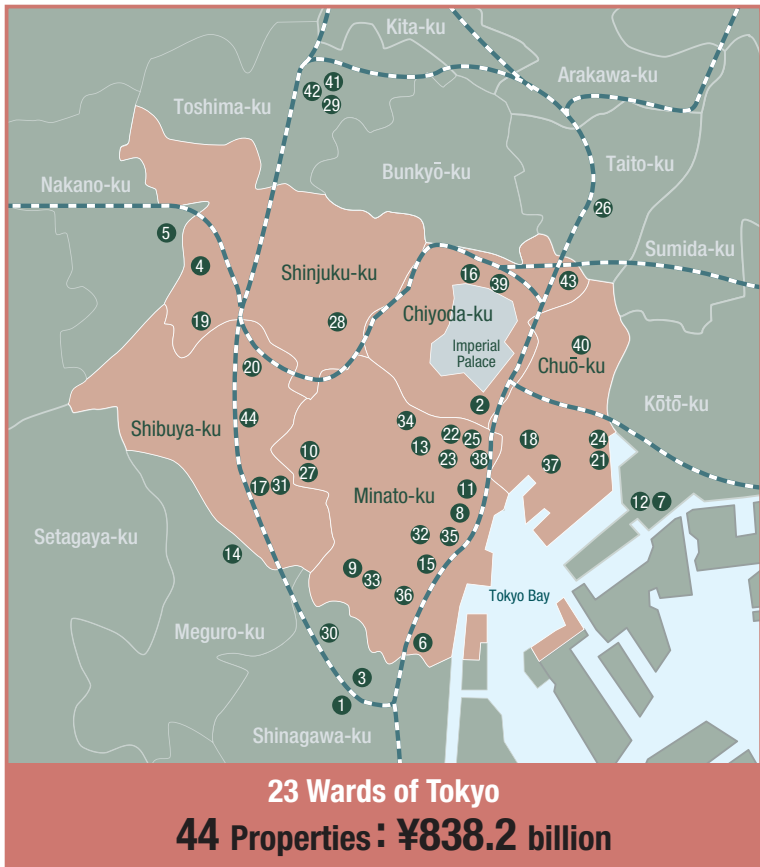 Kita-ku
Arakawa-ku
41
42
29
Toshima-ku
Bunkyō-ku
Taito-ku
Nakano-ku
26
5
Sumida-ku
4
Shinjuku-ku
16
39
43
Chiyoda-ku
19
28
Imperial
Palace
40
Chuō-ku
20
2
Kōtō-ku
44
34
Shibuya-ku
22
25
18
24
13
10
23
38
37
21
27
17
31
Minato-ku
11
12
7
8
Setagaya-ku
32
35
14
9
33
15
36
Tokyo Bay
Meguro-ku
30
6
3
1
Shinagawa-ku
23 Wards of Tokyo
44 Properties : ¥838.2 billion